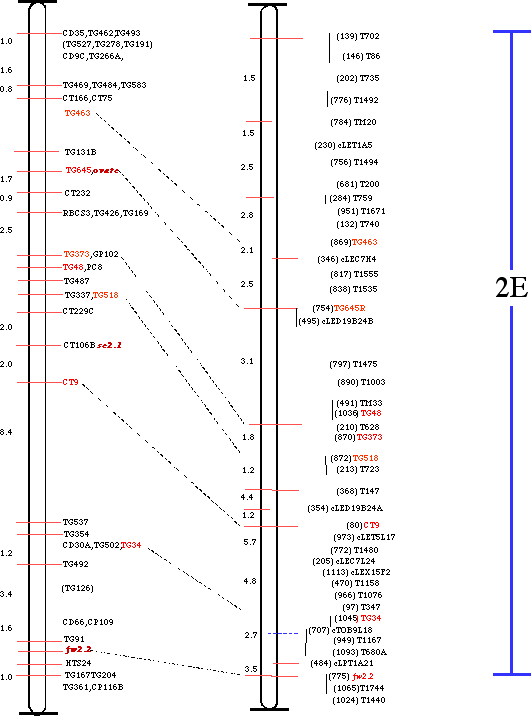 CD35,TG462,TG493
1.0
(TG527,TG278,TG191)
CD9C,TG266A,
1.6
TG469,TG484,TG583
0.8
CT166,CT75
TG463
TG131B
TG645,ovate
1.7
CT232
0.9
RBCS3,TG426,TG169
2.5
TG373,GP102
TG48,PC8
TG487
TG337,TG518
CT229C
2.0
CT106B se2.1
2.0
CT9
8.4
TG537
TG354
CD30A,TG502,TG34
1.2
TG492
(TG126)
3.4
CD66,CP109
1.6
TG91
fw2.2
HTS24
TG167TG204
1.0
TG361,CP116B
(139) T702
(146) T86
1.5
(202) T735
(776) T1492
(784) TM20
1.5
(230) cLET1A5
(756) T1494
2.5
(681) T200
(284) T759
(951) T1671
2.8
(132) T740
(869)TG463
2.1
(346) cLEC7H4
(817) T1555
2.5
(838) T1535
(754) TG645R
(495) cLED19B24B
3.1
(797) T1475
(890) T1003
(491) TM33
(1036) TG48
(210) T628
1.8
(870) TG373
(872) TG518
1.2
(213) T723
(368) T147
4.4
(354) cLED19B24A
1.2
(80) CT9
(973) cLET5L17
5.7
(772) T1480
(205) cLEC7L24
(1113) cLEX15F2
4.8
(470) T1158
(966) T1076
(97) T347
(1045) TG34
(707) cTOB9L18
2.7
(949) T1167
(1093) T680A
(484) cLPT1A21
3.5
(775) fw2.2
(1065)T1744
(1024) T1440
2E